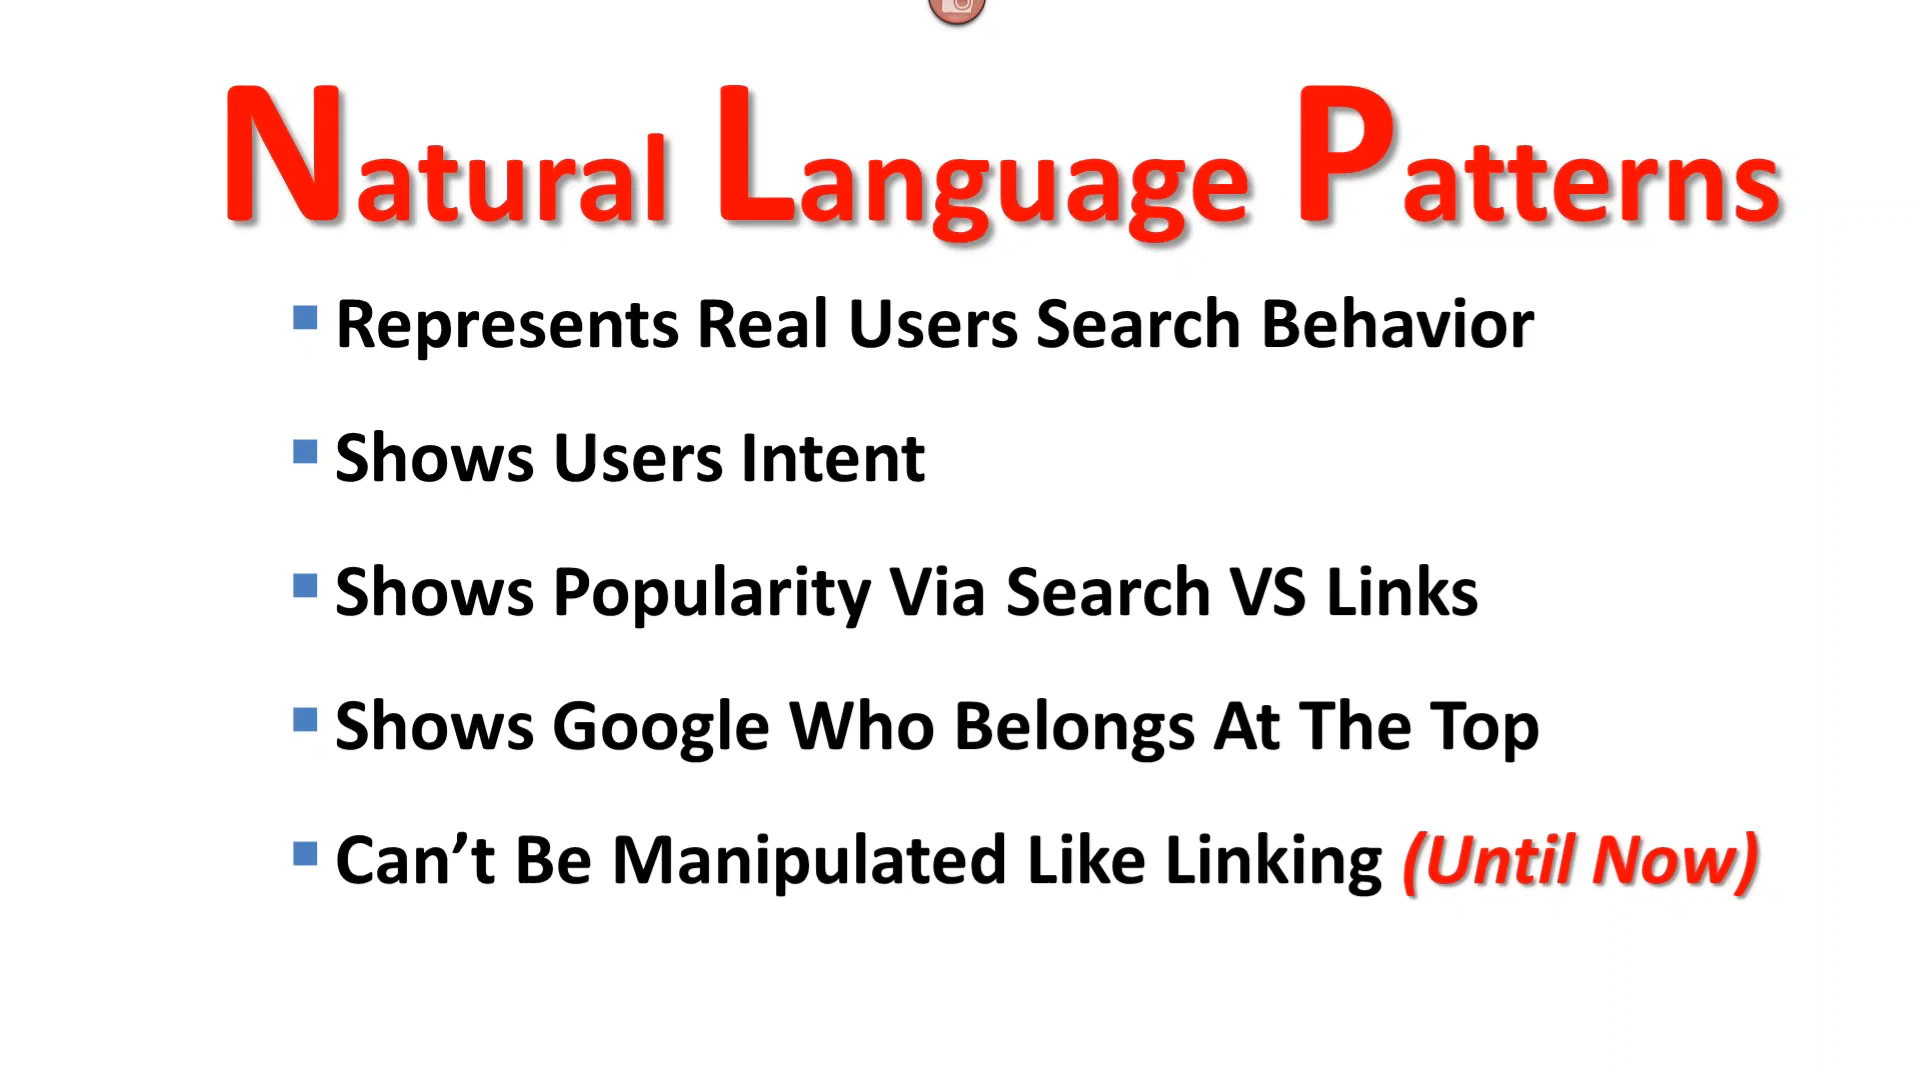 Natural Language Patterns
Represents Real Users Search Behavior
Shows Users Intent
Shows Popularity Via Search VS Links
Shows Google Who Belongs At The Top
Can’t Be Manipulated Like Linking (Until Now)